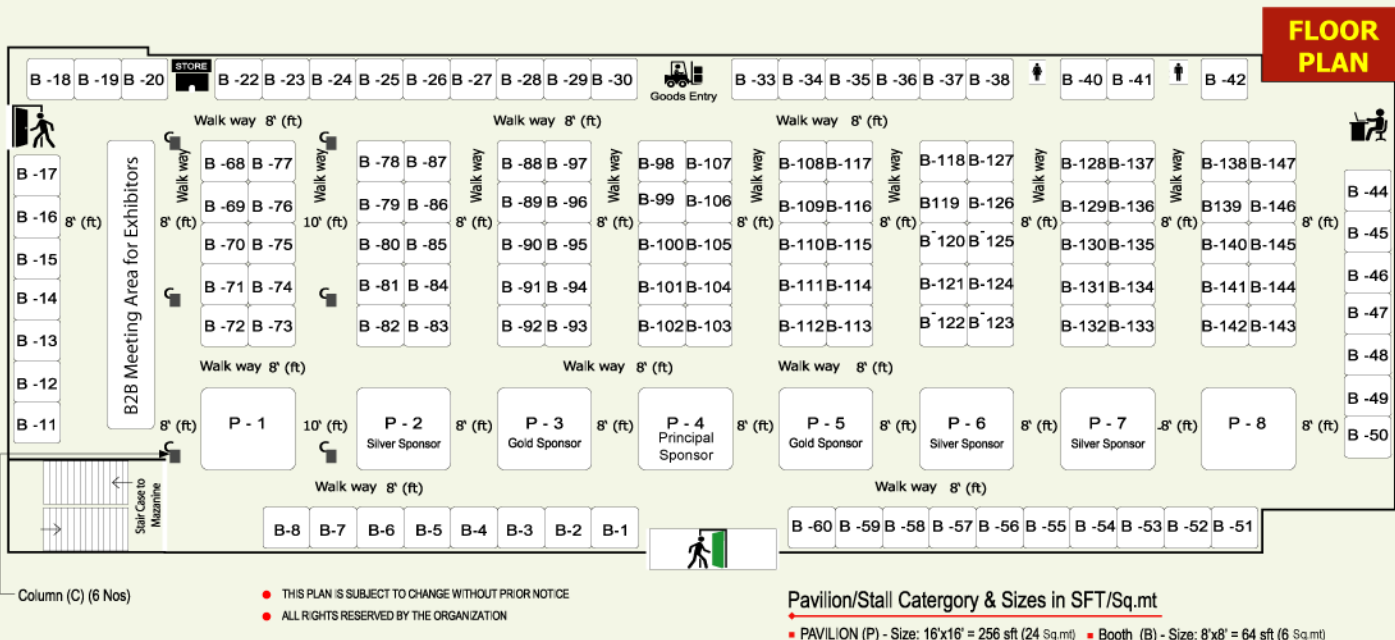 FLOOR
PLAN
B -18 B -19 B -20 STORE B -22 B -23 B -24 B -25 B -26 B -27 B -28 B -29 B -30 Goods Entry B -33 B -34 B -35 B -36 B -37 B -38 B -40 B -41 B -42
Walk way 8' (ft) Walk way 8' (ft) Walk way 8' (ft)
C C
Walk way Walk way Walk way Walk way Walk way Walk way Walk way Walk way
B -17 B -68 B -77 B -78 B -87 B -88 B -97 B-98 B-107 B-108 B-117 B-118 B-127 B-128 B-137 B-138 B-147
B -16 B -69 B -76 B -79 B -86 B -89 B -96 B-99 B-106 B-109 B-116 B119 B-126 B-129 B-136 B139 B-146 B -44
8' (ft) 8' (ft) 10' (ft) 8' (ft) 8' (ft) 8' (ft) 8' (ft) 8' (ft) 8' (ft) 8' (ft)
B2B Meeting Area for Exhibitors
B -15 B -70 B -75 B -80 B -85 B -90 B -95 B-100 B-105 B-110 B-115 B-120 B-125 B-130 B-135 B-140 B-145 B -45
B -14 C B -71 B -74 C B -81 B -84 B -91 B -94 B-101 B-104 B-111 B-114 B-121 B-124 B-131 B-134 B-141 B-144 B -46
B -13 B -72 B -73 B -82 B -83 B -92 B -93 B-102 B-103 B-112 B-113 B-122 B-123 B-132 B-133 B-142 B-143 B -47
B -12 Walk way 8' (ft) Walk way 8' (ft) Walk way 8' (ft) B -48
B -49
B -11 8' (ft) P - 1 10' (ft) P - 2 8' (ft) P - 3 8' (ft) P - 4 8' (ft) P - 5 8' (ft) P - 6 8' (ft) P - 7 8' (ft) P - 8 8' (ft) B -50
Silver Sponsor Gold Sponsor Principal Gold Sponsor Silver Sponsor Silver Sponsor
C C Sponsor
Walk way 8' (ft) Walk way 8' (ft)
Stair Case to
Mazanine
B-8 B-7 B-6 B-5 B-4 B-3 B-2 B-1 B -60 B -59 B -58 B -57 B -56 B -55 B -54 B -53 B -52 B -51
Column (C) (6 Nos)
THIS PLAN IS SUBJECT TO CHANGE WITHOUT PRIOR NOTICE
ALL RIGHTS RESERVED BY THE ORGANIZATION
Pavilion/Stall Catergory & Sizes in SFT/Sq.mt
PAVILION (P) - Size: 16'x16' = 256 sft (24 Sq.mt) Booth (B) - Size: 8'x8' = 64 sft (6 Sq.mt)